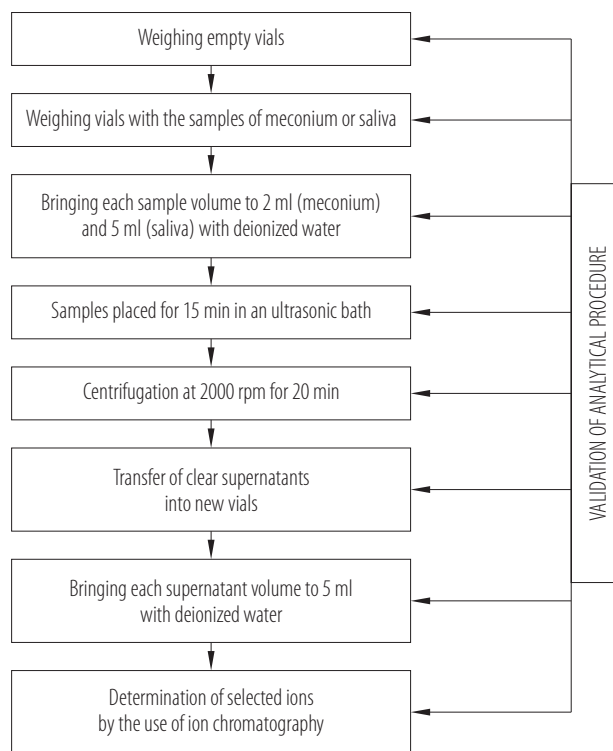 Weighing empty vials
Weighing vials with the samples of meconium or saliva
Bringing each sample volume to 2 ml (meconium)
and 5 ml (saliva) with deionized water
Samples placed for 15 min in an ultrasonic bath
Centrifugation at 2000 rpm for 20 min
Transfer of clear supernatants
into new vials
Bringing each supernatant volume to 5 ml
with deionized water
Determination of selected ions
by the use of ion chromatography
VALIDATION OF ANALYTICAL PROCEDURE